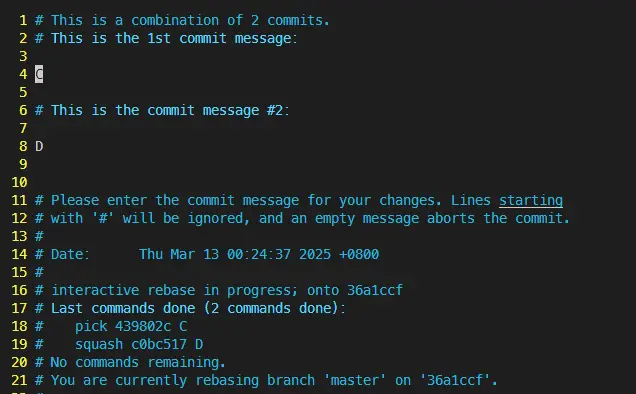 1 # This is a combination of 2 commits.
2 # This is the 1st commit message:
3
4 C
5
6 # This is the commit message #2:
7
8 D
9
10
11 # Please enter the commit message for your changes. Lines starting
12 # with '#' will be ignored, and an empty message aborts the commit.
13 #
14 # Date:      Thu Mar 13 00:24:37 2025 +0800
15 #
16 # interactive rebase in progress; onto 36a1ccf
17 # Last commands done (2 commands done):
18 #    pick 439802c C
19 #    squash c0bc517 D
20 # No commands remaining.
21 # You are currently rebasing branch 'master' on '36a1ccf'.